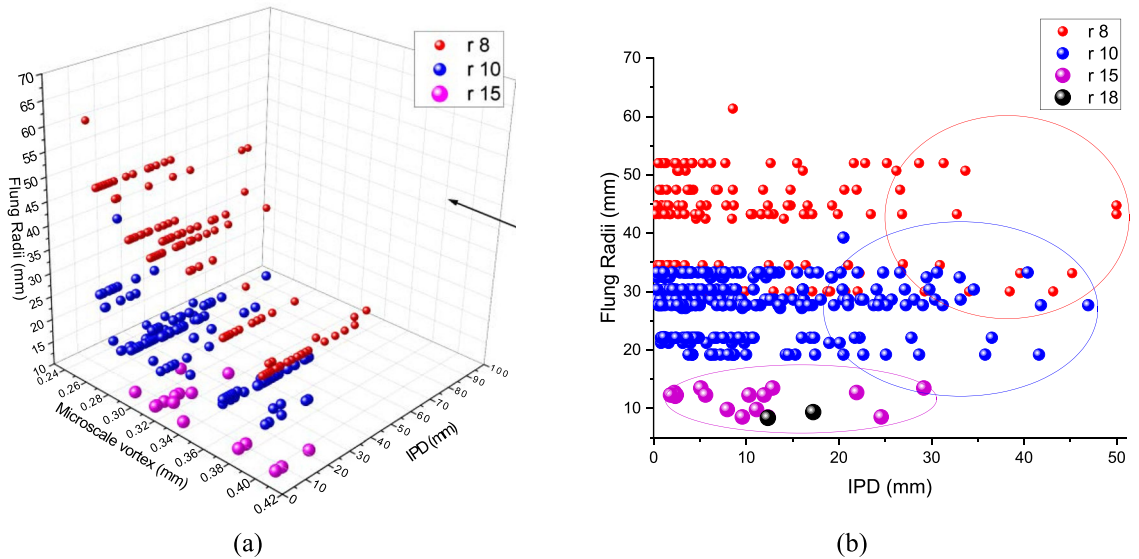 r 8
r 10
r 15
70
65
60
55
50
45
40
35
30
25
20
15
10
Flung Radii (mm)
0.24
0.26
0.28
0.30
0.32
0.34
0.36
0.38
0.40
0.42
Microscale vortex (mm)
0
10
20
30
40
50
60
70
80
90
100
IPD (mm)
(a)
r 8
r 10
r 15
r 18
70
60
50
40
30
20
10
Flung Radii (mm)
0 10 20 30 40 50
IPD (mm)
(b)